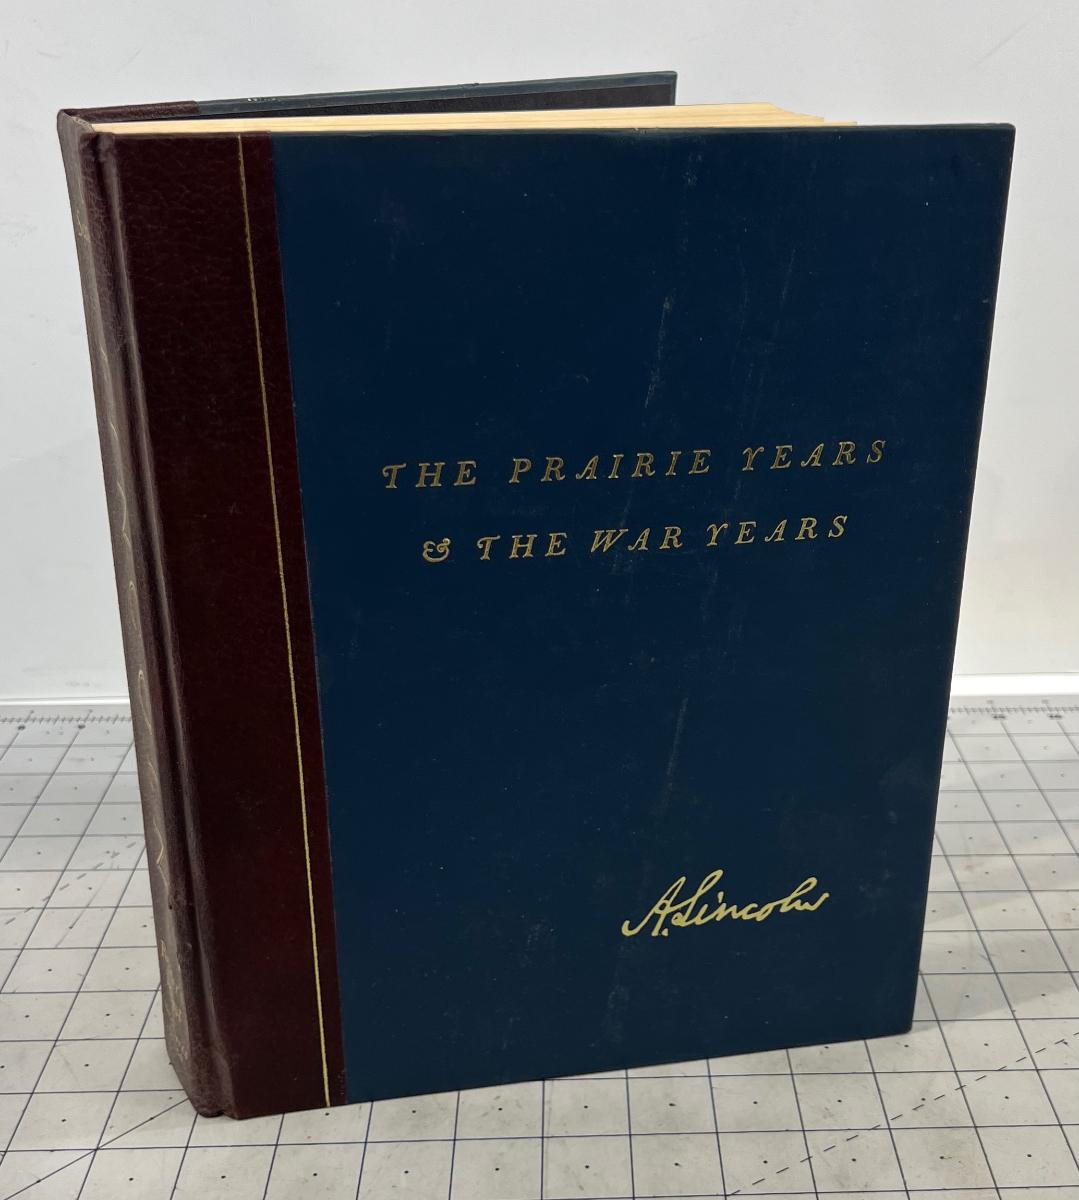 THE PRAIRIE YEARS
& THE WAR YEARS
A. Lincoln